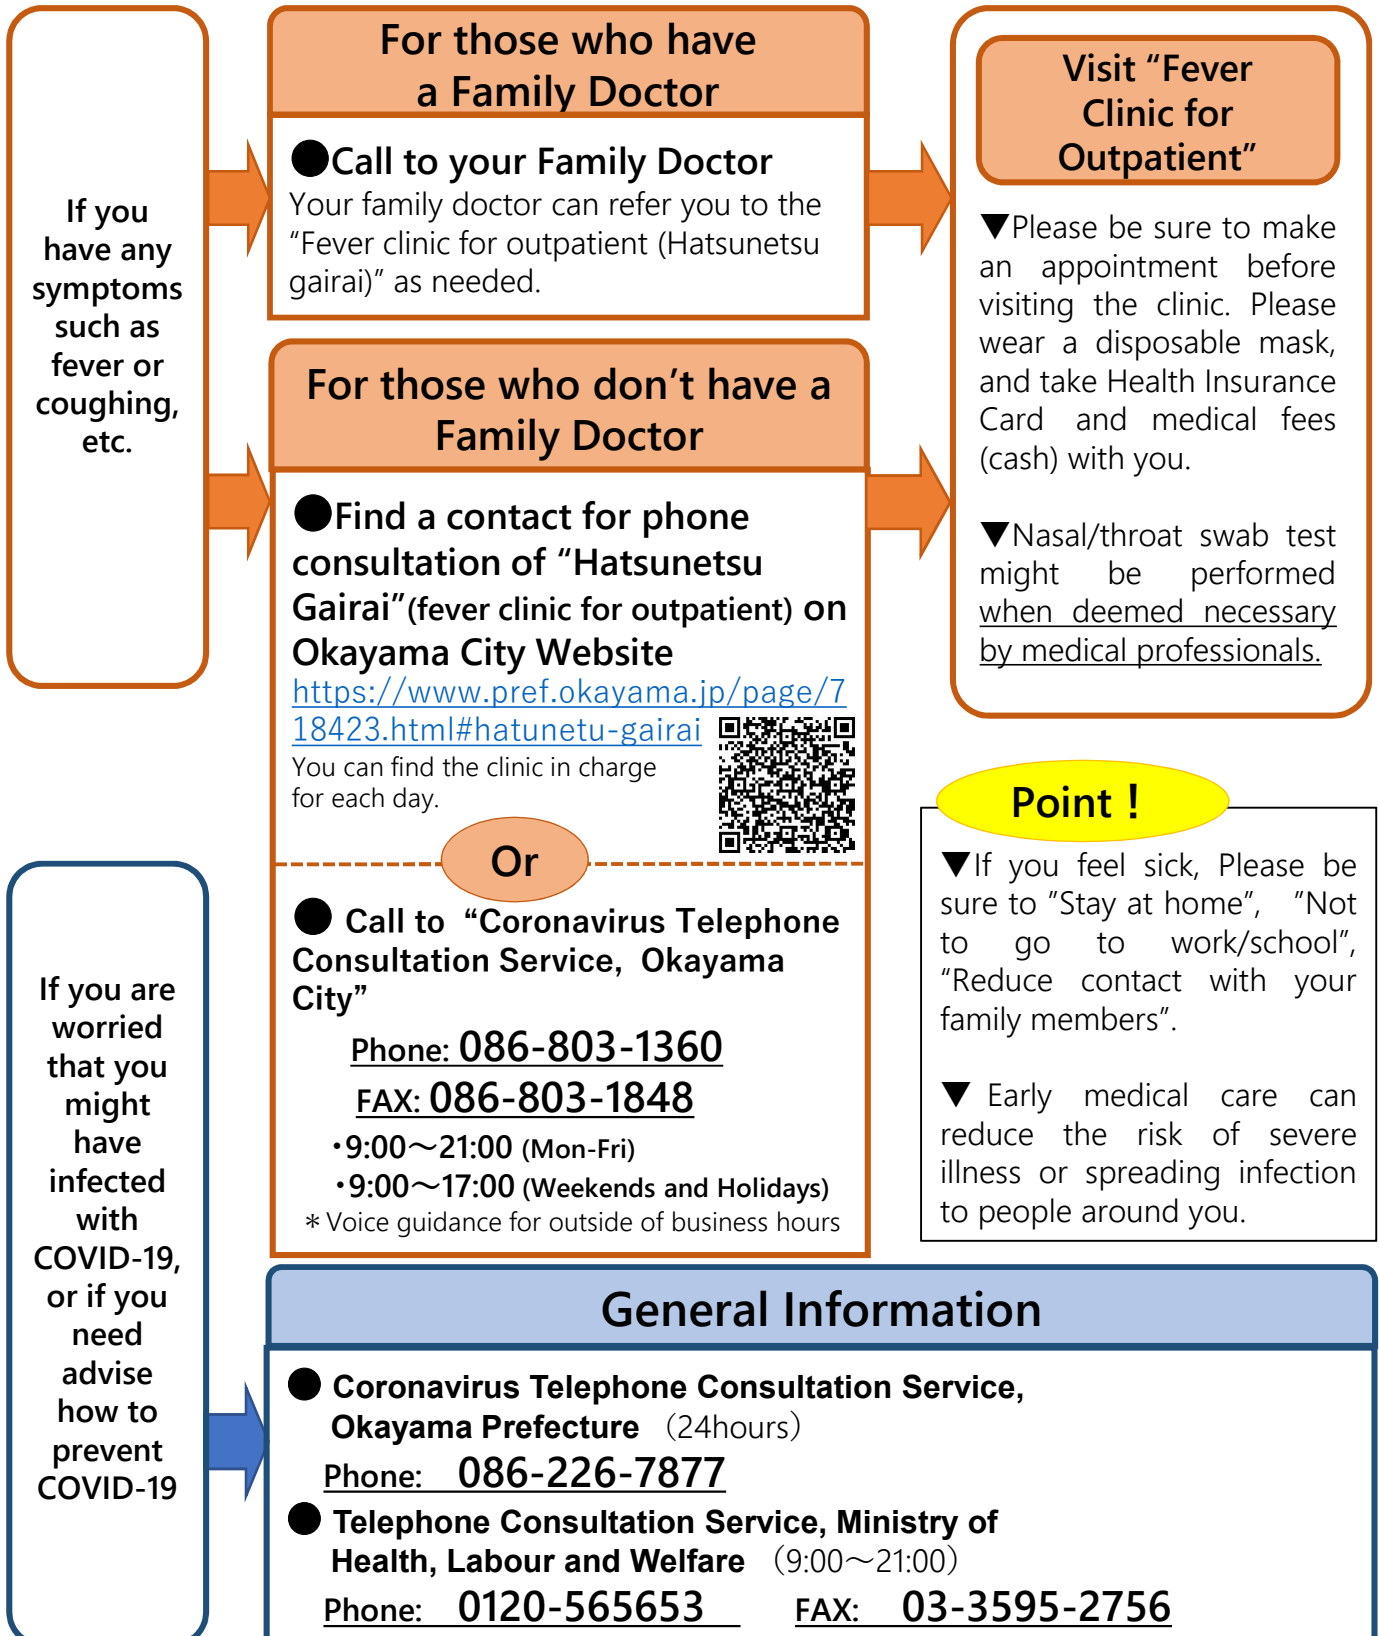 If you
have any
symptoms
such as
fever or
coughing,
etc.
For those who have
a Family Doctor
●Call to your Family Doctor
Your family doctor can refer you to the
“Fever clinic for outpatient (Hatsunetsu
gairai)” as needed.
For those who don’t have a
Family Doctor
●Find a contact for phone
consultation of “Hatsunetsu
Gairai”(fever clinic for outpatient) on
Okayama City Website
https://www.pref.okayama.jp/page/7
18423.html#hatunetu-gairai
You can find the clinic in charge
for each day.
Or
● Call to “Coronavirus Telephone
Consultation Service, Okayama
City”
Phone: 086-803-1360
FAX: 086-803-1848
・9:00～21:00 (Mon-Fri)
・9:00～17:00 (Weekends and Holidays)
＊Voice guidance for outside of business hours
Visit “Fever
Clinic for
Outpatient”
▼Please be sure to make
an appointment before
visiting the clinic. Please
wear a disposable mask,
and take Health Insurance
Card and medical fees
(cash) with you.
▼Nasal/throat swab test
might be performed
when deemed necessary
by medical professionals.
Point！
▼If you feel sick, Please be
sure to “Stay at home”, “Not
to go to work/school”,
“Reduce contact with your
family members”.
▼ Early medical care can
reduce the risk of severe
illness or spreading infection
to people around you.
If you are
worried
that you
might
have
infected
with
COVID-19,
or if you
need
advise
how to
prevent
COVID-19
General Information
● Coronavirus Telephone Consultation Service,
Okayama Prefecture （24hours）
Phone: 086-226-7877
● Telephone Consultation Service, Ministry of
Health, Labour and Welfare （9:00～21:00）
Phone: 0120-565653 FAX: 03-3595-2756